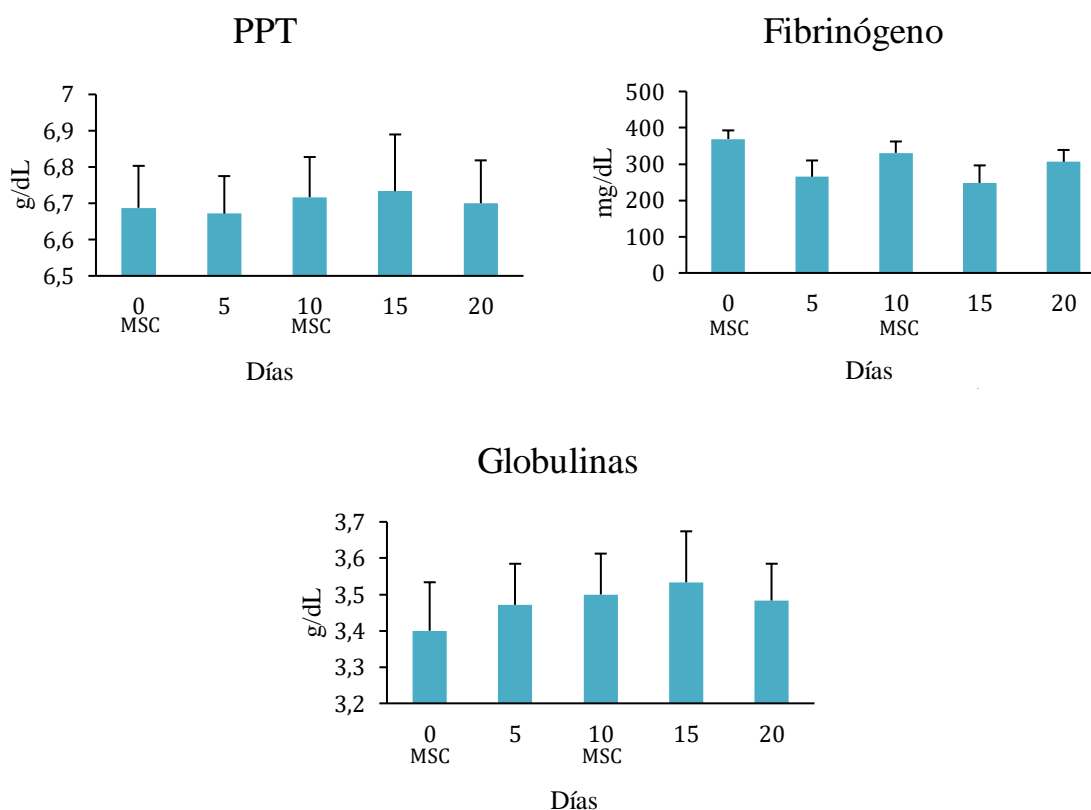 PPT
g/dL
7
6,9
6,8
6,7
6,6
6,5
0 5 10 15 20
MSC MSC
Días
Fibrinógeno
mg/dL
500
400
300
200
100
0
0 5 10 15 20
MSC MSC
Días
Globulinas
g/dL
3,7
3,6
3,5
3,4
3,3
3,2
0 5 10 15 20
MSC MSC
Días